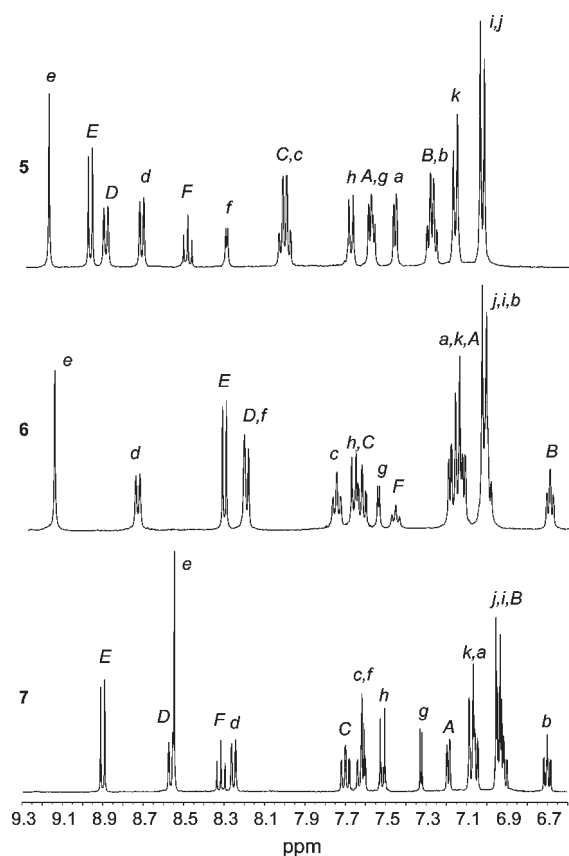 e
E
D
d
F
f
C,c
h
A,g
a
B,b
k
i,j
5
e
d
E
D,f
c
h,C
g
F
a,k,A
j,i,b
B
6
E
D
e
F
d
C
c,f
h
g
A
k,a
j,i,B
b
7
9.3 9.1 8.9 8.7 8.5 8.3 8.1 7.9 7.7 7.5 7.3 7.1 6.9 6.7
ppm